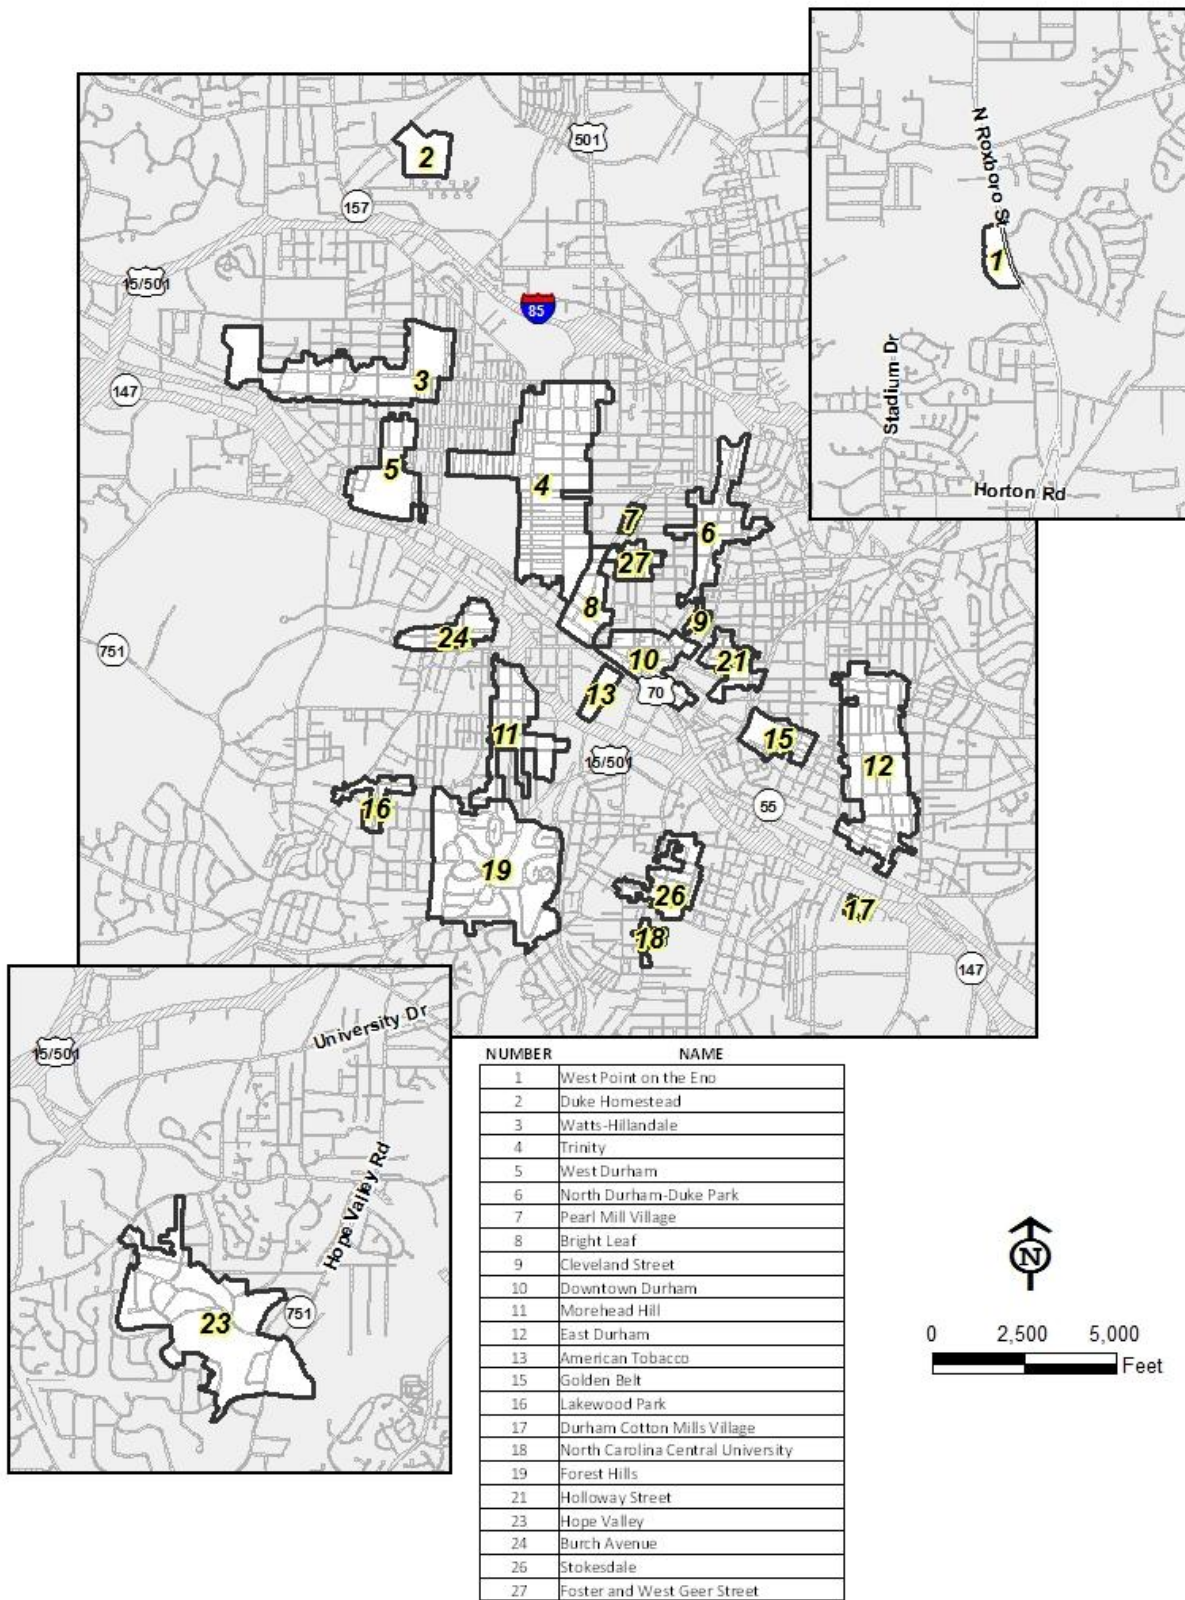 N Roxboro St
1
Stadium Dr
Horton Rd
2
501
157
15/501
85
3
147
5
4
7
6
27
8
9
24
751
10
21
13
70
11
15
15/501
12
16
55
19
26
17
18
147
University Dr
15/501
Hope Valley Rd
23
751
NUMBER NAME
1 West Point on the Eno
2 Duke Homestead
3 Watts-Hillandale
4 Trinity
5 West Durham
6 North Durham-Duke Park
7 Pearl Mill Village
8 Bright Leaf
9 Cleveland Street
10 Downtown Durham
11 Morehead Hill
12 East Durham
13 American Tobacco
15 Golden Belt
16 Lakewood Park
17 Durham Cotton Mills Village
18 North Carolina Central University
19 Forest Hills
21 Holloway Street
23 Hope Valley
24 Burch Avenue
26 Stokesdale
27 Foster and West Geer Street
N
0 2,500 5,000
Feet